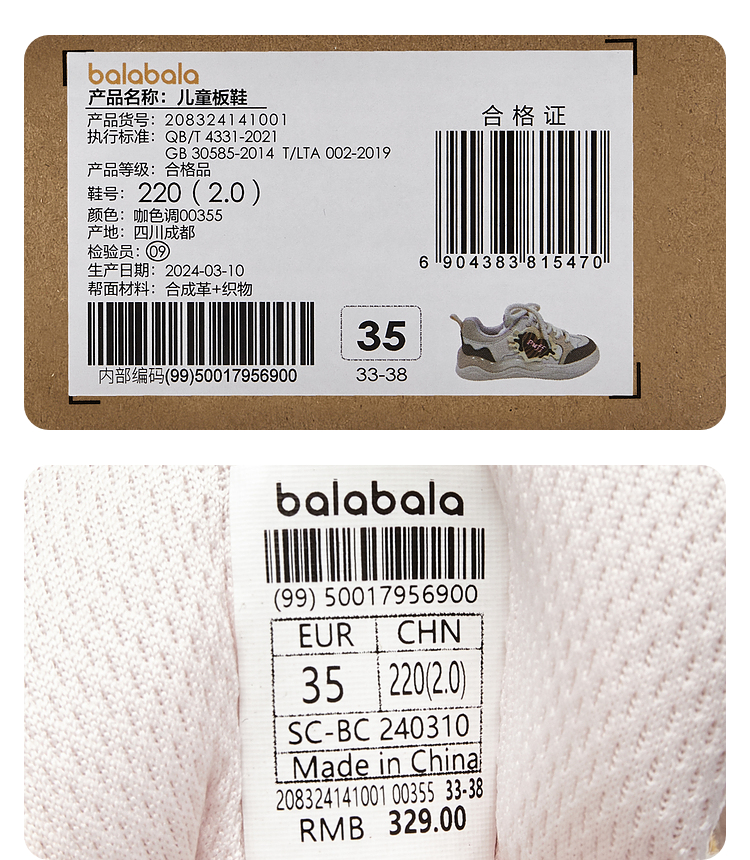 balabala
产品名称：儿童板鞋
产品货号：208324141001
执行标准：QB/T 4331-2021
GB 30585-2014 T/LTA 002-2019
产品等级：合格品
鞋号：220（2.0）
颜色：咖色调00355
产地：四川成都
检验员：09
生产日期：2024-03-10
帮面材料：合成革+织物
内部编码(99)50017956900
合格证
6 904383 815470
35
33-38
balabala
(99) 50017956900
EUR CHN
35 220(2.0)
SC-BC 240310
Made in China
208324141001 00355 33-38
RMB 329.00